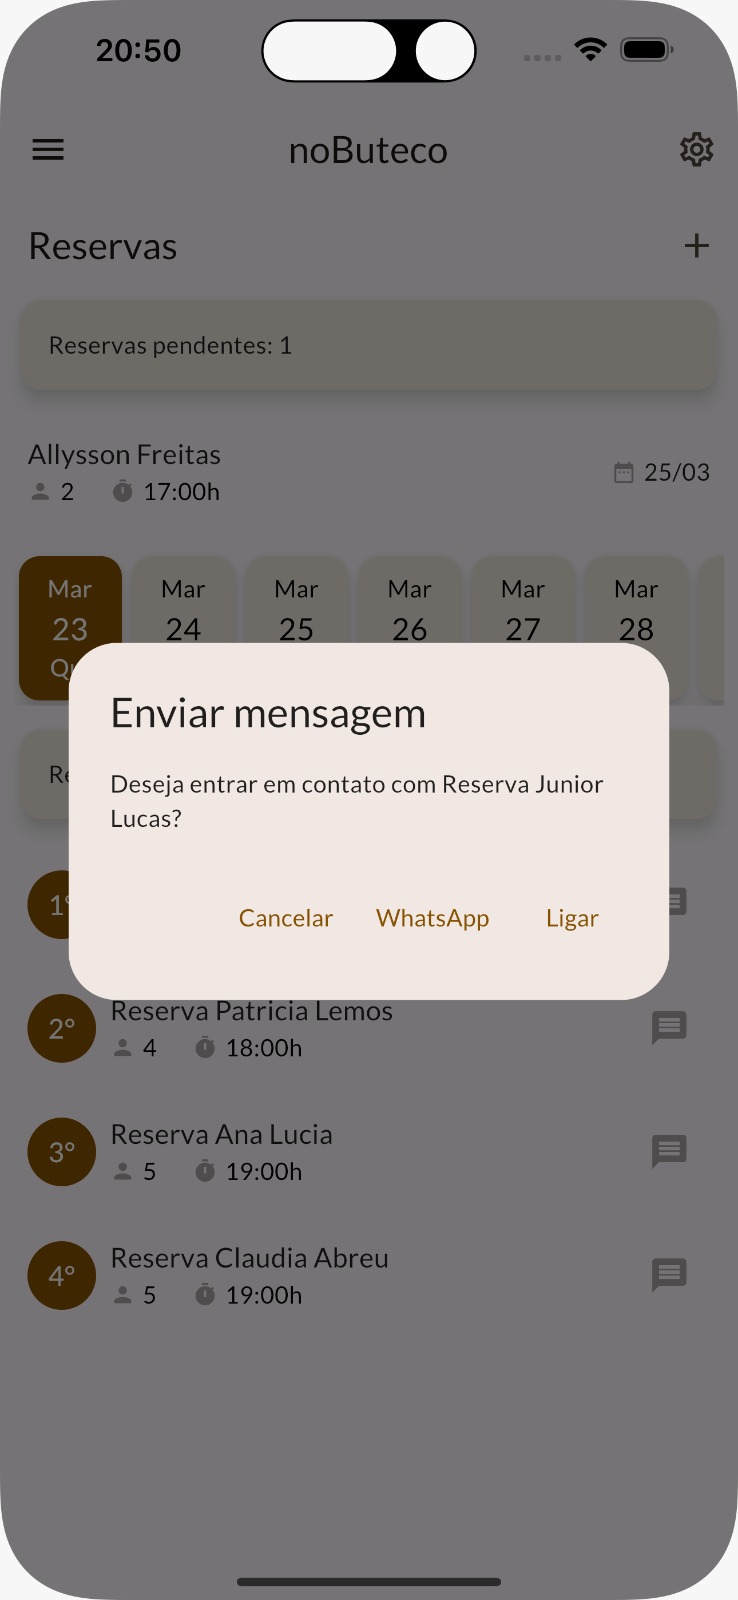 20:50
noButeco
Reservas
Reservas pendentes: 1
Allysson Freitas
2 17:00h
25/03
Mar Mar Mar Mar Mar Mar
23 24 25 26 27 28
Enviar mensagem
Deseja entrar em contato com Reserva Junior
Lucas?
Cancelar WhatsApp Ligar
2° Reserva Patricia Lemos
4 18:00h
3° Reserva Ana Lucia
5 19:00h
4° Reserva Claudia Abreu
5 19:00h